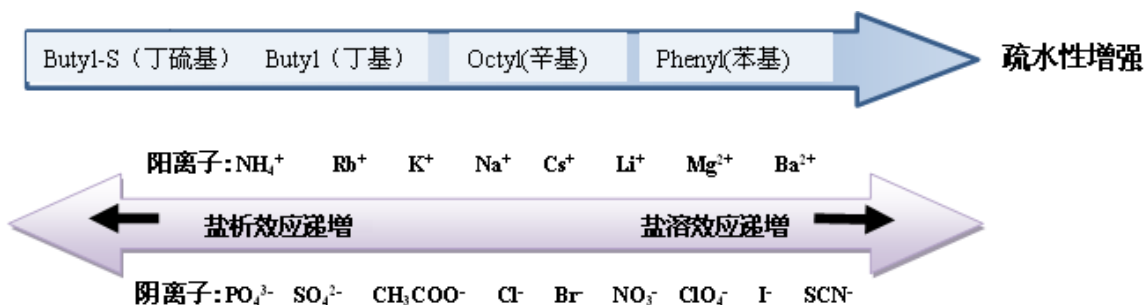 Butyl-S（丁硫基） Butyl（丁基） Octyl(辛基) Phenyl(苯基) 疏水性增强
阳离子:NH₄⁺ Rb⁺ K⁺ Na⁺ Cs⁺ Li⁺ Mg²⁺ Ba²⁺
盐析效应递增 盐溶效应递增
阴离子:PO₄³⁻ SO₄²⁻ CH₃COO⁻ Cl⁻ Br⁻ NO₃⁻ ClO₄⁻ I⁻ SCN⁻